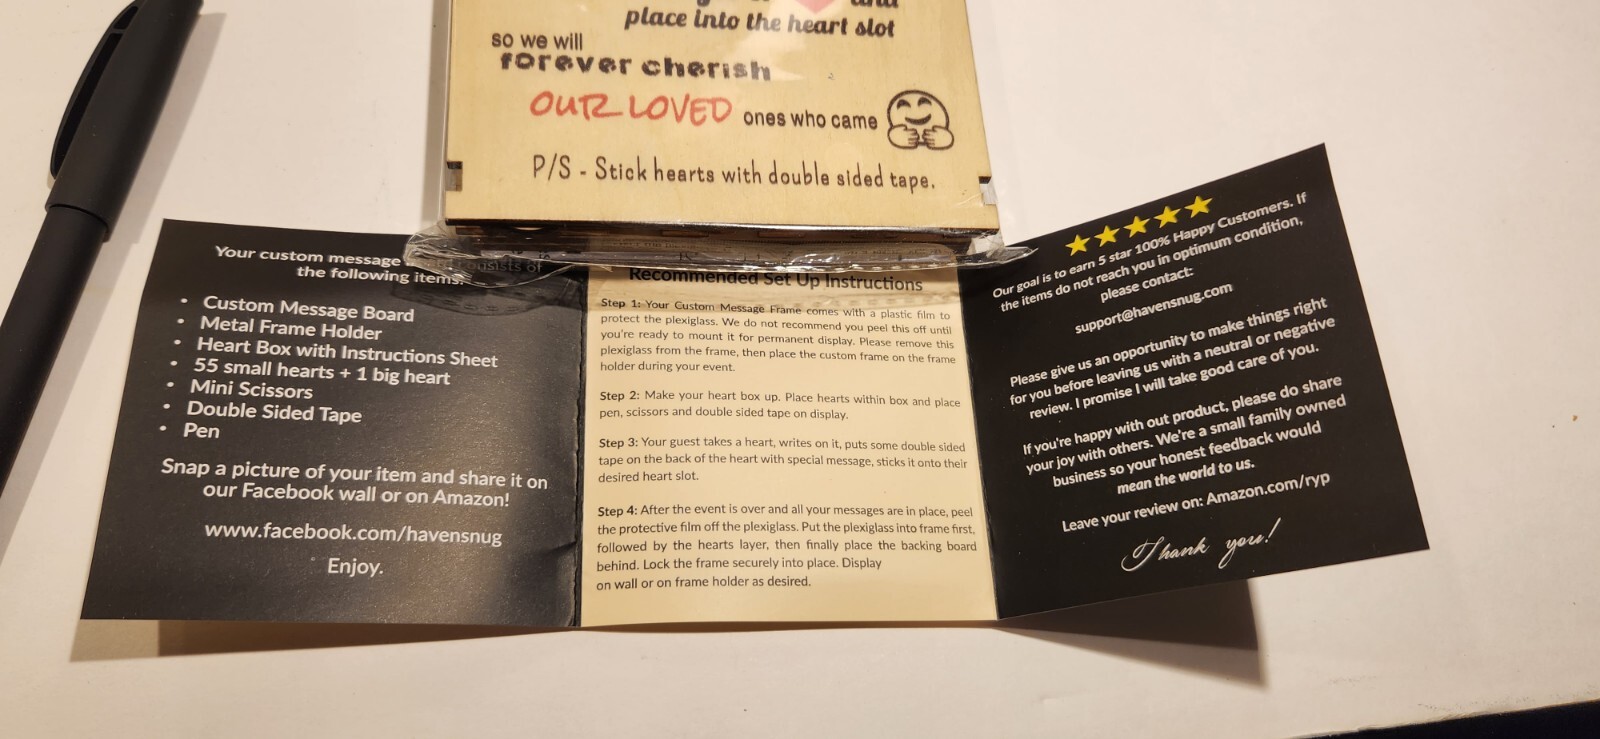 and
place into the heart slot
so we will
forever cherish
OUR LOVED ones who came
P/S - Stick hearts with double sided tape.
Your custom message consists of
the following items:
• Custom Message Board
• Metal Frame Holder
• Heart Box with Instructions Sheet
• 55 small hearts + 1 big heart
• Mini Scissors
• Double Sided Tape
• Pen
Snap a picture of your item and share it on
our Facebook wall or on Amazon!
www.facebook.com/havensnug
Enjoy.
Recommended Set Up Instructions
Step 1: Your Custom Message Frame comes with a plastic film to
protect the plexiglass. We do not recommend you peel this off until
you're ready to mount it for permanent display. Please remove this
plexiglass from the frame, then place the custom frame on the frame
holder during your event.
Step 2: Make your heart box up. Place hearts within box and place
pen, scissors and double sided tape on display.
Step 3: Your guest takes a heart, writes on it, puts some double sided
tape on the back of the heart with special message, sticks it onto their
desired heart slot.
Step 4: After the event is over and all your messages are in place, peel
the protective film off the plexiglass. Put the plexiglass into frame first,
followed by the hearts layer, then finally place the backing board
behind. Lock the frame securely into place. Display
on wall or on frame holder as desired.
Our goal is to earn 5 star 100% Happy Customers. If
the items do not reach you in optimum condition,
please contact:
support@havensnug.com
Please give us an opportunity to make things right
for you before leaving us with a neutral or negative
review. I promise I will take good care of you.
If you're happy with out product, please do share
your joy with others. We're a small family owned
business so your honest feedback would
mean the world to us.
Leave your review on: Amazon.com/ryp
Thank you!